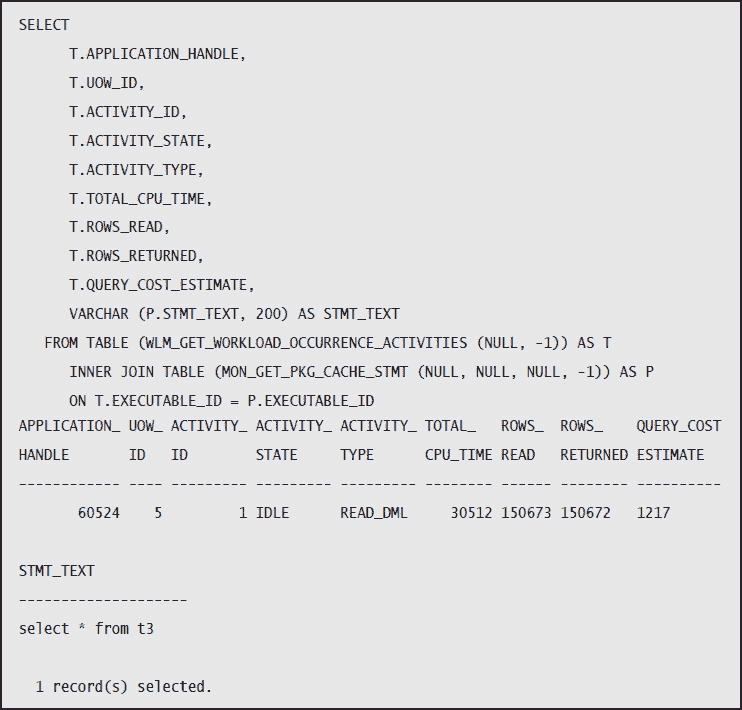 SELECT
T.APPLICATION_HANDLE,
T.UOW_ID,
T.ACTIVITY_ID,
T.ACTIVITY_STATE,
T.ACTIVITY_TYPE,
T.TOTAL_CPU_TIME,
T.ROWS_READ,
T.ROWS_RETURNED,
T.QUERY_COST_ESTIMATE,
VARCHAR (P.STMT_TEXT, 200) AS STMT_TEXT
FROM TABLE (WLM_GET_WORKLOAD_OCCURRENCE_ACTIVITIES (NULL, -1)) AS T
INNER JOIN TABLE (MON_GET_PKG_CACHE_STMT (NULL, NULL, NULL, -1)) AS P
ON T.EXECUTABLE_ID = P.EXECUTABLE_ID
APPLICATION_ UOW_ ACTIVITY_ ACTIVITY_ ACTIVITY_ TOTAL_ ROWS_ ROWS_ QUERY_COST
HANDLE ID ID STATE TYPE CPU_TIME READ RETURNED ESTIMATE
------------ ---- --------- --------- --------- -------- ------ -------- ----------
60524 5 1 IDLE READ_DML 30512 150673 150672 1217
STMT_TEXT
--------------------
select * from t3
1 record(s) selected.